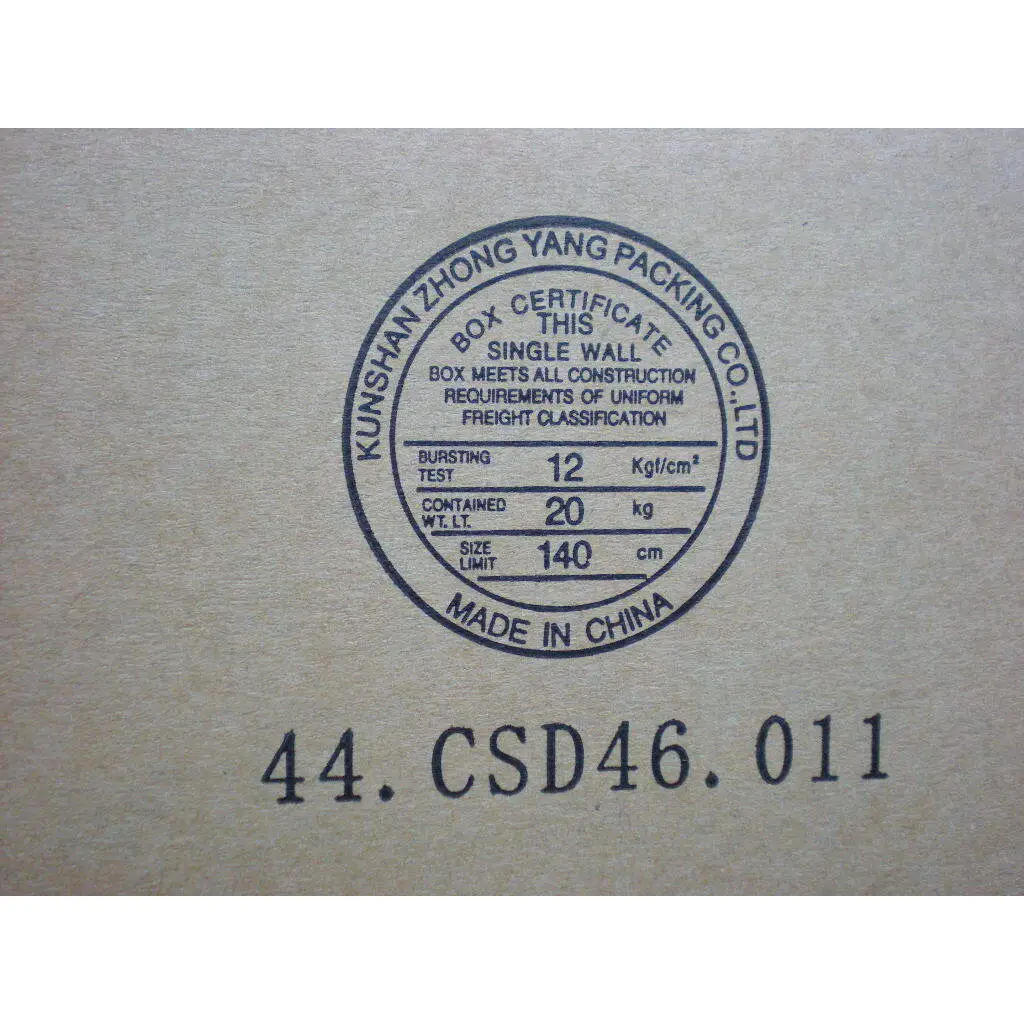 KUNSHAN ZHONG YANG PACKING CO.,LTD
BOX CERTIFICATE
THIS
SINGLE WALL
BOX MEETS ALL CONSTRUCTION
REQUIREMENTS OF UNIFORM
FREIGHT CLASSIFICATION
BURSTING TEST 12 Kgf/cm²
CONTAINED WT. LT. 20 kg
SIZE LIMIT 140 cm
MADE IN CHINA
44.CSD46.011